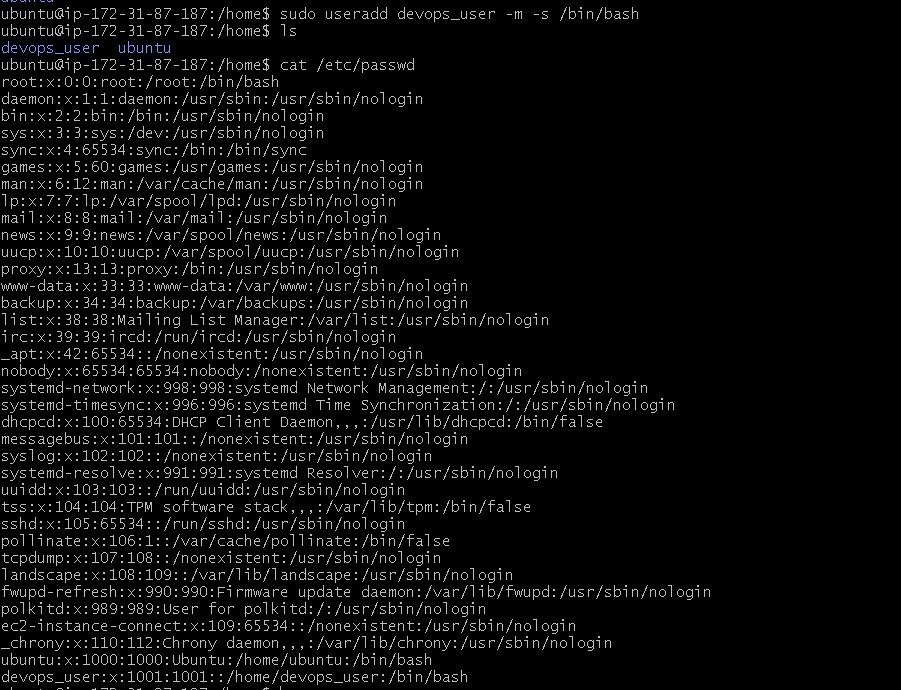 ubuntu@ip-172-31-87-187:/home$ sudo useradd devops_user -m -s /bin/bash
ubuntu@ip-172-31-87-187:/home$ ls
devops_user  ubuntu
ubuntu@ip-172-31-87-187:/home$ cat /etc/passwd
root:x:0:0:root:/root:/bin/bash
daemon:x:1:1:daemon:/usr/sbin:/usr/sbin/nologin
bin:x:2:2:bin:/bin:/usr/sbin/nologin
sys:x:3:3:sys:/dev:/usr/sbin/nologin
sync:x:4:65534:sync:/bin:/bin/sync
games:x:5:60:games:/usr/games:/usr/sbin/nologin
man:x:6:12:man:/var/cache/man:/usr/sbin/nologin
lp:x:7:7:lp:/var/spool/lpd:/usr/sbin/nologin
mail:x:8:8:mail:/var/mail:/usr/sbin/nologin
news:x:9:9:news:/var/spool/news:/usr/sbin/nologin
uucp:x:10:10:uucp:/var/spool/uucp:/usr/sbin/nologin
proxy:x:13:13:proxy:/bin:/usr/sbin/nologin
www-data:x:33:33:www-data:/var/www:/usr/sbin/nologin
backup:x:34:34:backup:/var/backups:/usr/sbin/nologin
list:x:38:38:Mailing List Manager:/var/list:/usr/sbin/nologin
irc:x:39:39:ircd:/run/ircd:/usr/sbin/nologin
_apt:x:42:65534::/nonexistent:/usr/sbin/nologin
nobody:x:65534:65534:nobody:/nonexistent:/usr/sbin/nologin
systemd-network:x:998:998:systemd Network Management:/:/usr/sbin/nologin
systemd-timesync:x:996:996:systemd Time Synchronization:/:/usr/sbin/nologin
dhcpcd:x:100:65534:DHCP Client Daemon,,,:/usr/lib/dhcpcd:/bin/false
messagebus:x:101:101::/nonexistent:/usr/sbin/nologin
syslog:x:102:102::/nonexistent:/usr/sbin/nologin
systemd-resolve:x:991:991:systemd Resolver:/:/usr/sbin/nologin
uuidd:x:103:103::/run/uuidd:/usr/sbin/nologin
tss:x:104:104:TPM software stack,,,:/var/lib/tpm:/bin/false
sshd:x:105:65534::/run/sshd:/usr/sbin/nologin
pollinate:x:106:1::/var/cache/pollinate:/bin/false
tcpdump:x:107:108::/nonexistent:/usr/sbin/nologin
landscape:x:108:109::/var/lib/landscape:/usr/sbin/nologin
fwupd-refresh:x:990:990:Firmware update daemon:/var/lib/fwupd:/usr/sbin/nologin
polkitd:x:989:989:User for polkitd:/:/usr/sbin/nologin
ec2-instance-connect:x:109:65534::/nonexistent:/usr/sbin/nologin
_chrony:x:110:112:Chrony daemon,,,:/var/lib/chrony:/usr/sbin/nologin
ubuntu:x:1000:1000:Ubuntu:/home/ubuntu:/bin/bash
devops_user:x:1001:1001::/home/devops_user:/bin/bash